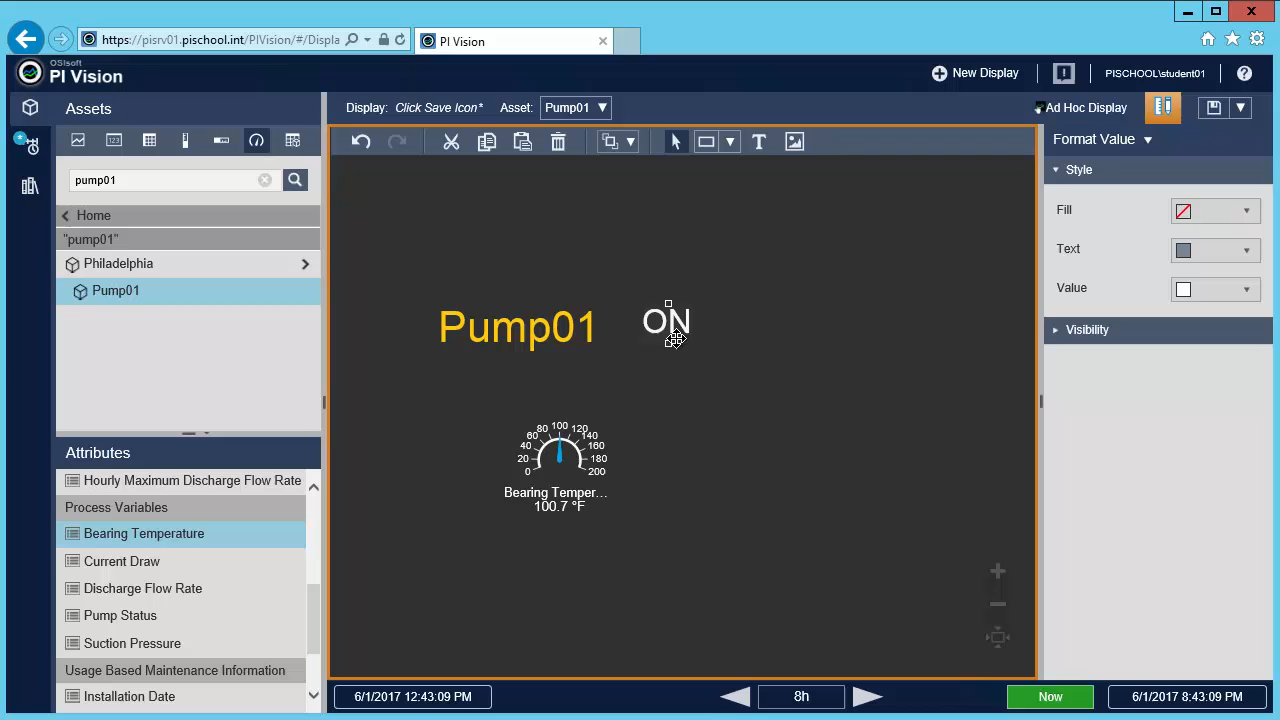 https://pisrv01.pischool.int/PIVision/#/Displa
PI Vision
OSIsoft
PI Vision
New Display
PISCHOOL\student01
Assets
Display: Click Save Icon* Asset: Pump01
Ad Hoc Display
Format Value
pump01
Style
Home
Fill
"pump01"
Text
Philadelphia
Value
Pump01
Visibility
Pump01
ON
0
20
40
60
80
100
120
140
160
180
200
Bearing Temper...
100.7 °F
Attributes
Hourly Maximum Discharge Flow Rate
Process Variables
Bearing Temperature
Current Draw
Discharge Flow Rate
Pump Status
Suction Pressure
Usage Based Maintenance Information
Installation Date
6/1/2017 12:43:09 PM
8h
Now
6/1/2017 8:43:09 PM